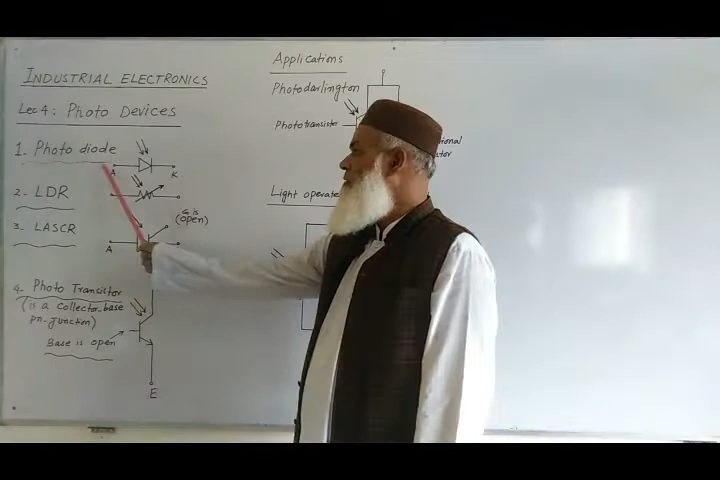 INDUSTRIAL ELECTRONICS
Lec 4: Photo Devices
1. Photo diode
A K
2. LDR
G is
(open)
3. LASCR
A
4. Photo Transistor
(is a collector-base
pn-junction)
Base is open
E
Applications
Photodarlington
Phototransistor
Light operate